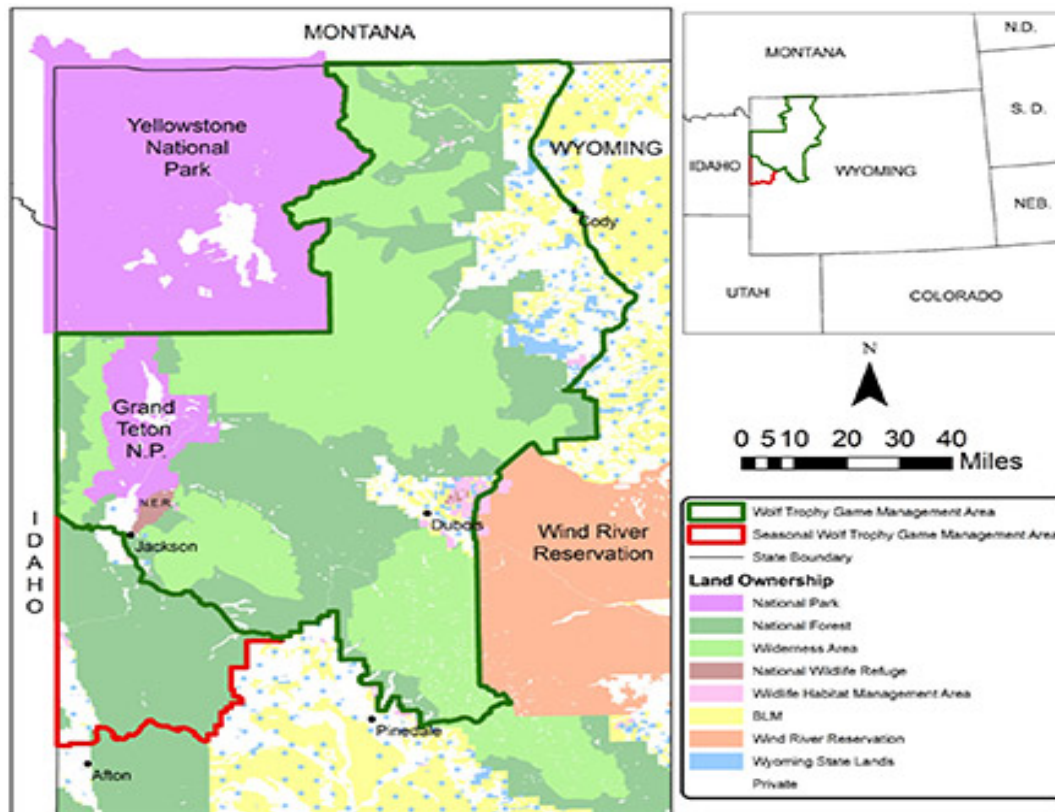 MONTANA
Yellowstone
National
Park
WYOMING
Cody
Grand
Teton
N.P.
N.E.R.
Jackson
Dubois
Wind River
Reservation
IDAHO
Pinedale
Afton
MONTANA
N.D.
S. D.
IDAHO
WYOMING
NEB.
UTAH
COLORADO
N
0 5 10 20 30 40
Miles
Wolf Trophy Game Management Area
Seasonal Wolf Trophy Game Management Area
State Boundary
Land Ownership
National Park
National Forest
Wilderness Area
National Wildlife Refuge
Wildlife Habitat Management Area
BLM
Wind River Reservation
Wyoming State Lands
Private